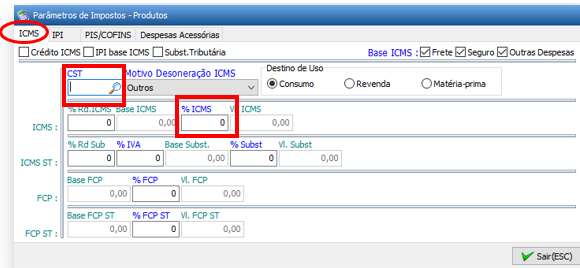 Parâmetros de Impostos - Produtos
ICMS IPI PIS/COFINS Despesas Acessórias
Crédito ICMS IPI base ICMS Subst.Tributária Base ICMS : Frete Seguro Outras Despesas
CST Motivo Desoneração ICMS Destino de Uso
Outros Consumo Revenda Matéria-prima
% Rd.ICMS Base ICMS % ICMS Vl. ICMS
ICMS : 0 0,00 0 0,00
% Rd Sub % IVA Base Subst. % Subst Vl. Subst
ICMS ST : 0 0 0,00 0 0,00
Base FCP % FCP Vl. FCP
FCP : 0,00 0 0,00
Base FCP ST % FCP ST Vl. FCP ST
FCP ST : 0,00 0 0,00
Sair(ESC)